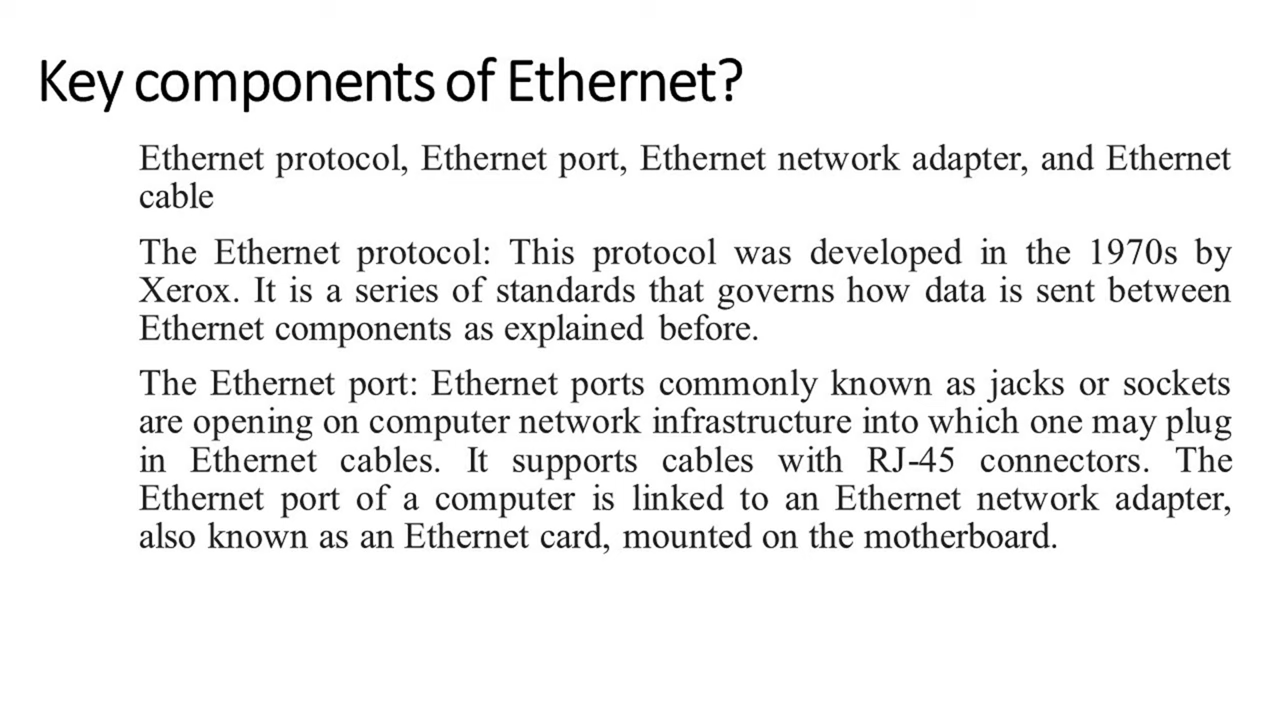 Key components of Ethernet?
Ethernet protocol, Ethernet port, Ethernet network adapter, and Ethernet
cable
The Ethernet protocol: This protocol was developed in the 1970s by
Xerox. It is a series of standards that governs how data is sent between
Ethernet components as explained before.
The Ethernet port: Ethernet ports commonly known as jacks or sockets
are opening on computer network infrastructure into which one may plug
in Ethernet cables. It supports cables with RJ-45 connectors. The
Ethernet port of a computer is linked to an Ethernet network adapter,
also known as an Ethernet card, mounted on the motherboard.